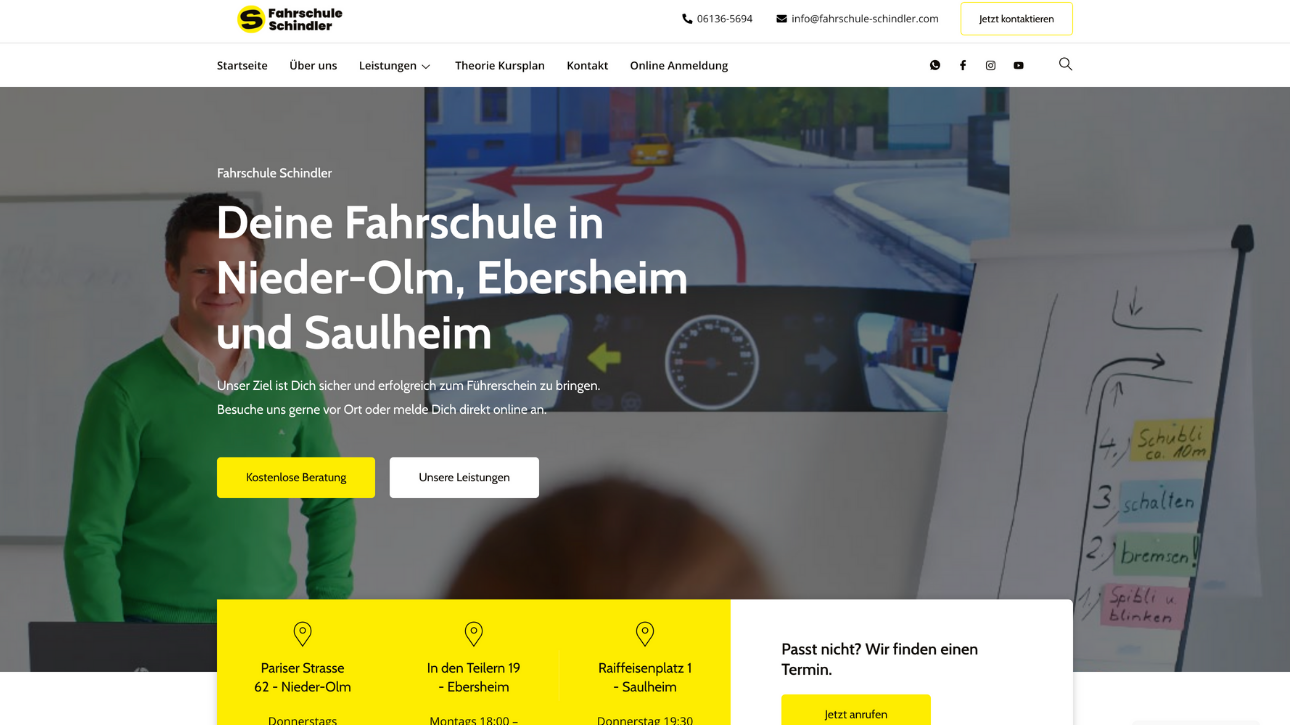 Fahrschule
Schindler
06136-5694
info@fahrschule-schindler.com
Jetzt kontaktieren
Startseite
Über uns
Leistungen
Theorie Kursplan
Kontakt
Online Anmeldung
Fahrschule Schindler
Deine Fahrschule in
Nieder-Olm, Ebersheim
und Saulheim
Unser Ziel ist Dich sicher und erfolgreich zum Führerschein zu bringen.
Besuche uns gerne vor Ort oder melde Dich direkt online an.
Kostenlose Beratung
Unsere Leistungen
4.) Schübli
ca. 10m
3. schalten
2.) bremsen!
1.) Spibli u
blinken
Pariser Strasse
62 - Nieder-Olm
Donnerstags
In den Teilern 19
- Ebersheim
Montags 18:00 –
Raiffeisenplatz 1
- Saulheim
Donnerstag 19:30
Passt nicht? Wir finden einen
Termin.
Jetzt anrufen